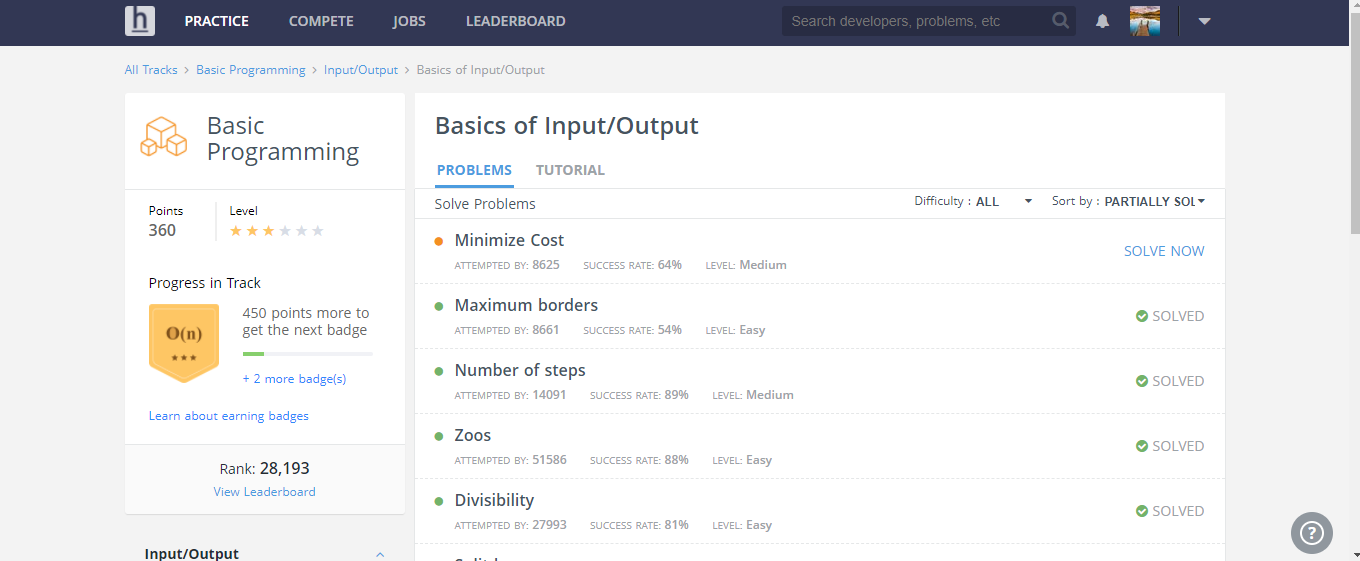 h PRACTICE COMPETE JOBS LEADERBOARD Search developers, problems, etc
All Tracks > Basic Programming > Input/Output > Basics of Input/Output
Basic
Programming
Points Level
360
Progress in Track
O(n)
450 points more to
get the next badge
+ 2 more badge(s)
Learn about earning badges
Rank: 28,193
View Leaderboard
Input/Output
Basics of Input/Output
PROBLEMS TUTORIAL
Solve Problems Difficulty : ALL Sort by : PARTIALLY SOL
Minimize Cost
ATTEMPTED BY: 8625 SUCCESS RATE: 64% LEVEL: Medium
SOLVE NOW
Maximum borders
ATTEMPTED BY: 8661 SUCCESS RATE: 54% LEVEL: Easy
SOLVED
Number of steps
ATTEMPTED BY: 14091 SUCCESS RATE: 89% LEVEL: Medium
SOLVED
Zoos
ATTEMPTED BY: 51586 SUCCESS RATE: 88% LEVEL: Easy
SOLVED
Divisibility
ATTEMPTED BY: 27993 SUCCESS RATE: 81% LEVEL: Easy
SOLVED
?